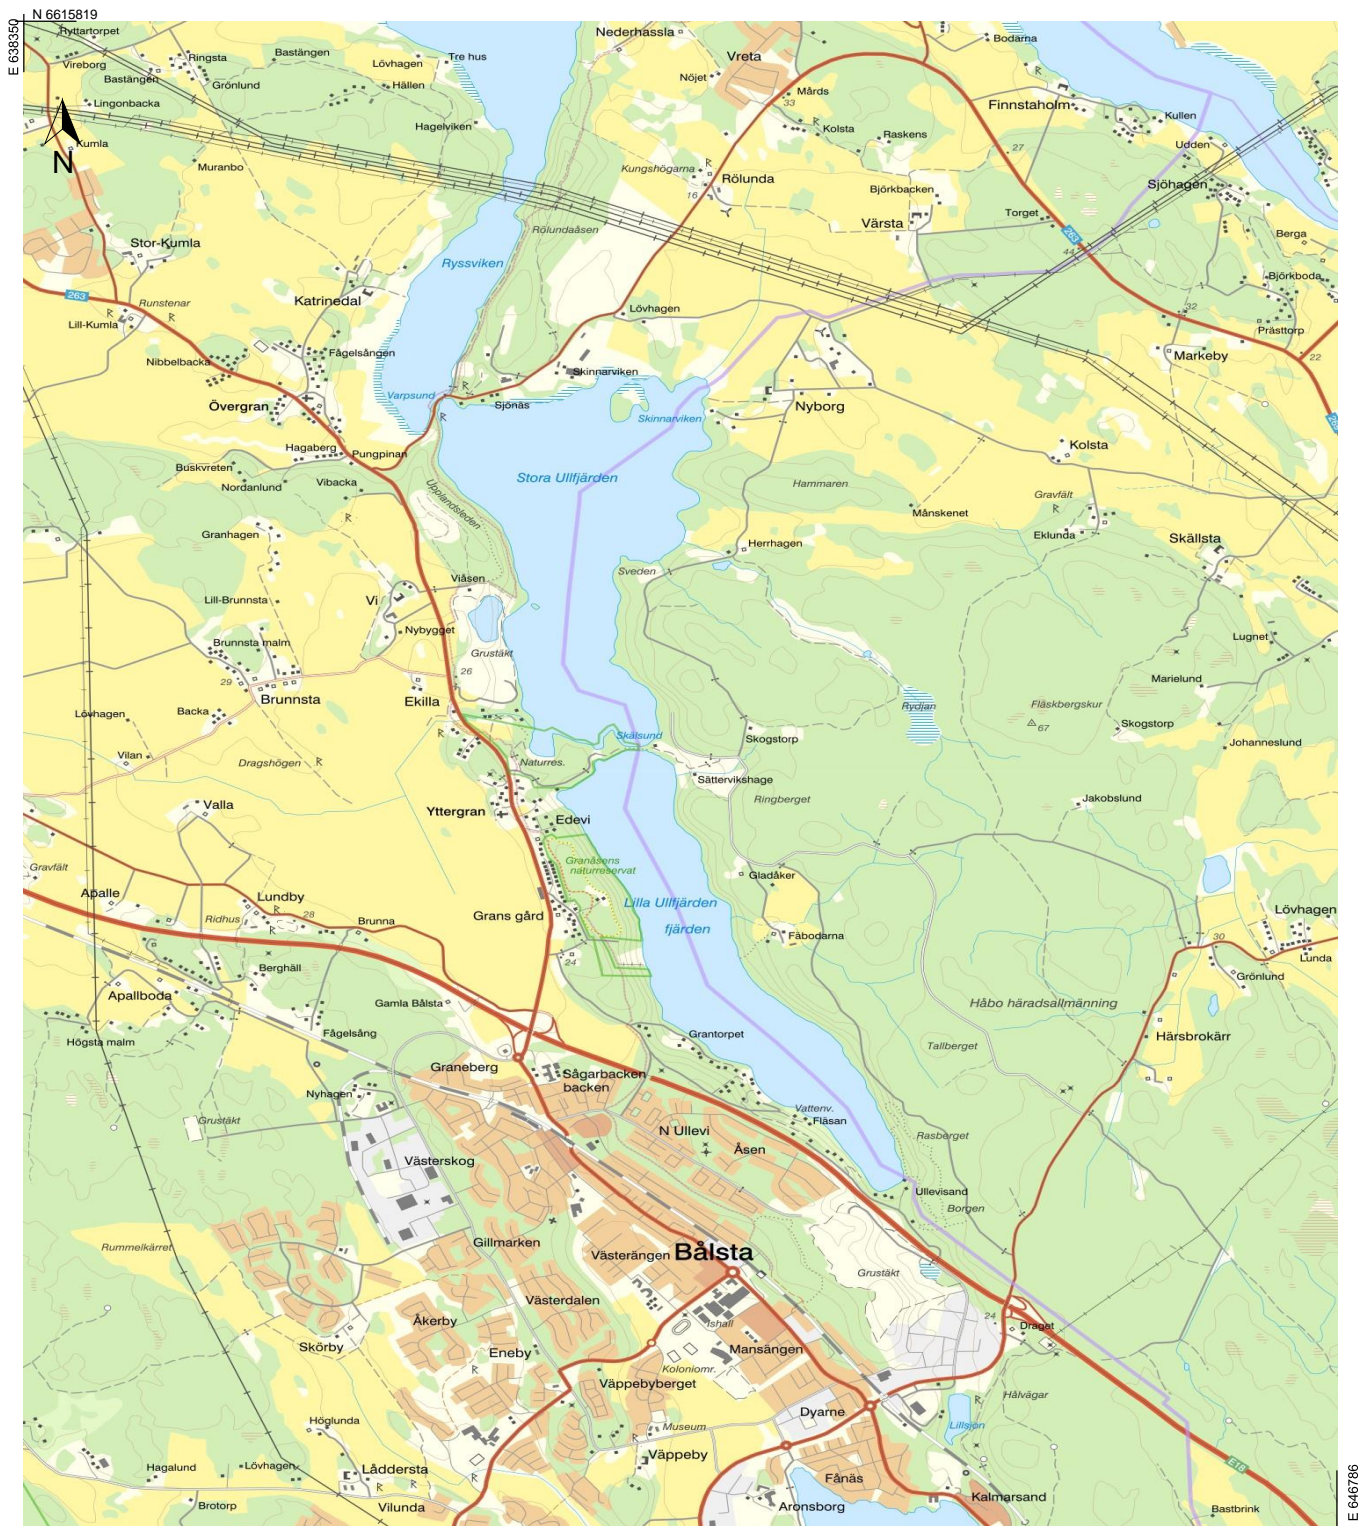 N 6615819
E 638350
Ryttartorpet
Ringsta
Bastängen
Tre hus
Nederhassla
Vreta
Bodarna
Vireborg
Bastängen
Grönlund
Lövhagen
Hällen
Nöjet
Mårds
33
Finnstaholm
Lingonbacka
Hagelviken
Kolsta
Raskens
Kullen
Kumla
N
Muranbo
Kungshögarna
Rölunda
27
Udden
16
Björkbacken
Sjöhagen
Värsta
Torget
Stor-Kumla
Rölundaåsen
263
Berga
Ryssviken
44
Björkboda
263
Runstenar
Katrinedal
Lövhagen
32
Lill-Kumla
Prästtorp
Nibbelbacka
Fågelsången
Skinnarviken
Markeby
22
Övergran
Varpsund
Sjönäs
Skinnarviken
Nyborg
Hagaberg
Pungpinan
Kolsta
Buskvreten
Nordanlund
Vibacka
Upplandsleden
Stora Ullfjärden
Hammaren
Gravfält
Månskenet
Granhagen
Herrhagen
Eklunda
Skällsta
Viåsen
Sveden
Lill-Brunnsta
Vi
Nybygget
Brunnsta malm
Grustäkt
Lugnet
29
26
Marielund
Brunnsta
Ekilla
Lövhagen
Backa
Rydjan
Fläskbergskur
67
Skogstorp
Skälsund
Skogstorp
Vilan
Dragshögen
Naturres.
Johanneslund
Sättervikshage
Valla
Yttergran
Edevi
Ringberget
Jakobslund
Gravfält
Granåsens
naturreservat
Gladåker
Apalle
Lundby
Ridhus
28
Brunna
Grans gård
Lilla Ullfjärden
fjärden
Fåbodarna
30
Lövhagen
Lunda
Berghäll
24
Grönlund
Apallboda
Gamla Bålsta
Håbo häradsallmänning
Högsta malm
Fågelsång
Grantorpet
Härsbrokärr
Tallberget
Graneberg
Sågarbacken
backen
Nyhagen
Vattenv.
Grustäkt
Fläsan
N Ullevi
Åsen
Rasberget
Västerskog
Ullevisand
Borgen
Rummelkärret
Gillmarken
Västerängen
Bålsta
Grustäkt
Västerdalen
Åkerby
Ishall
24
Dragat
Skörby
Eneby
Mansängen
Koloniomr.
Väppebyberget
Hålvägar
Höglunda
Museum
Dyarne
Lillsjön
Hagalund
Lövhagen
Låddersta
Väppeby
E18
Fånäs
Brotorp
Vilunda
Aronsborg
Kalmarsand
Bastbrink
E 646786